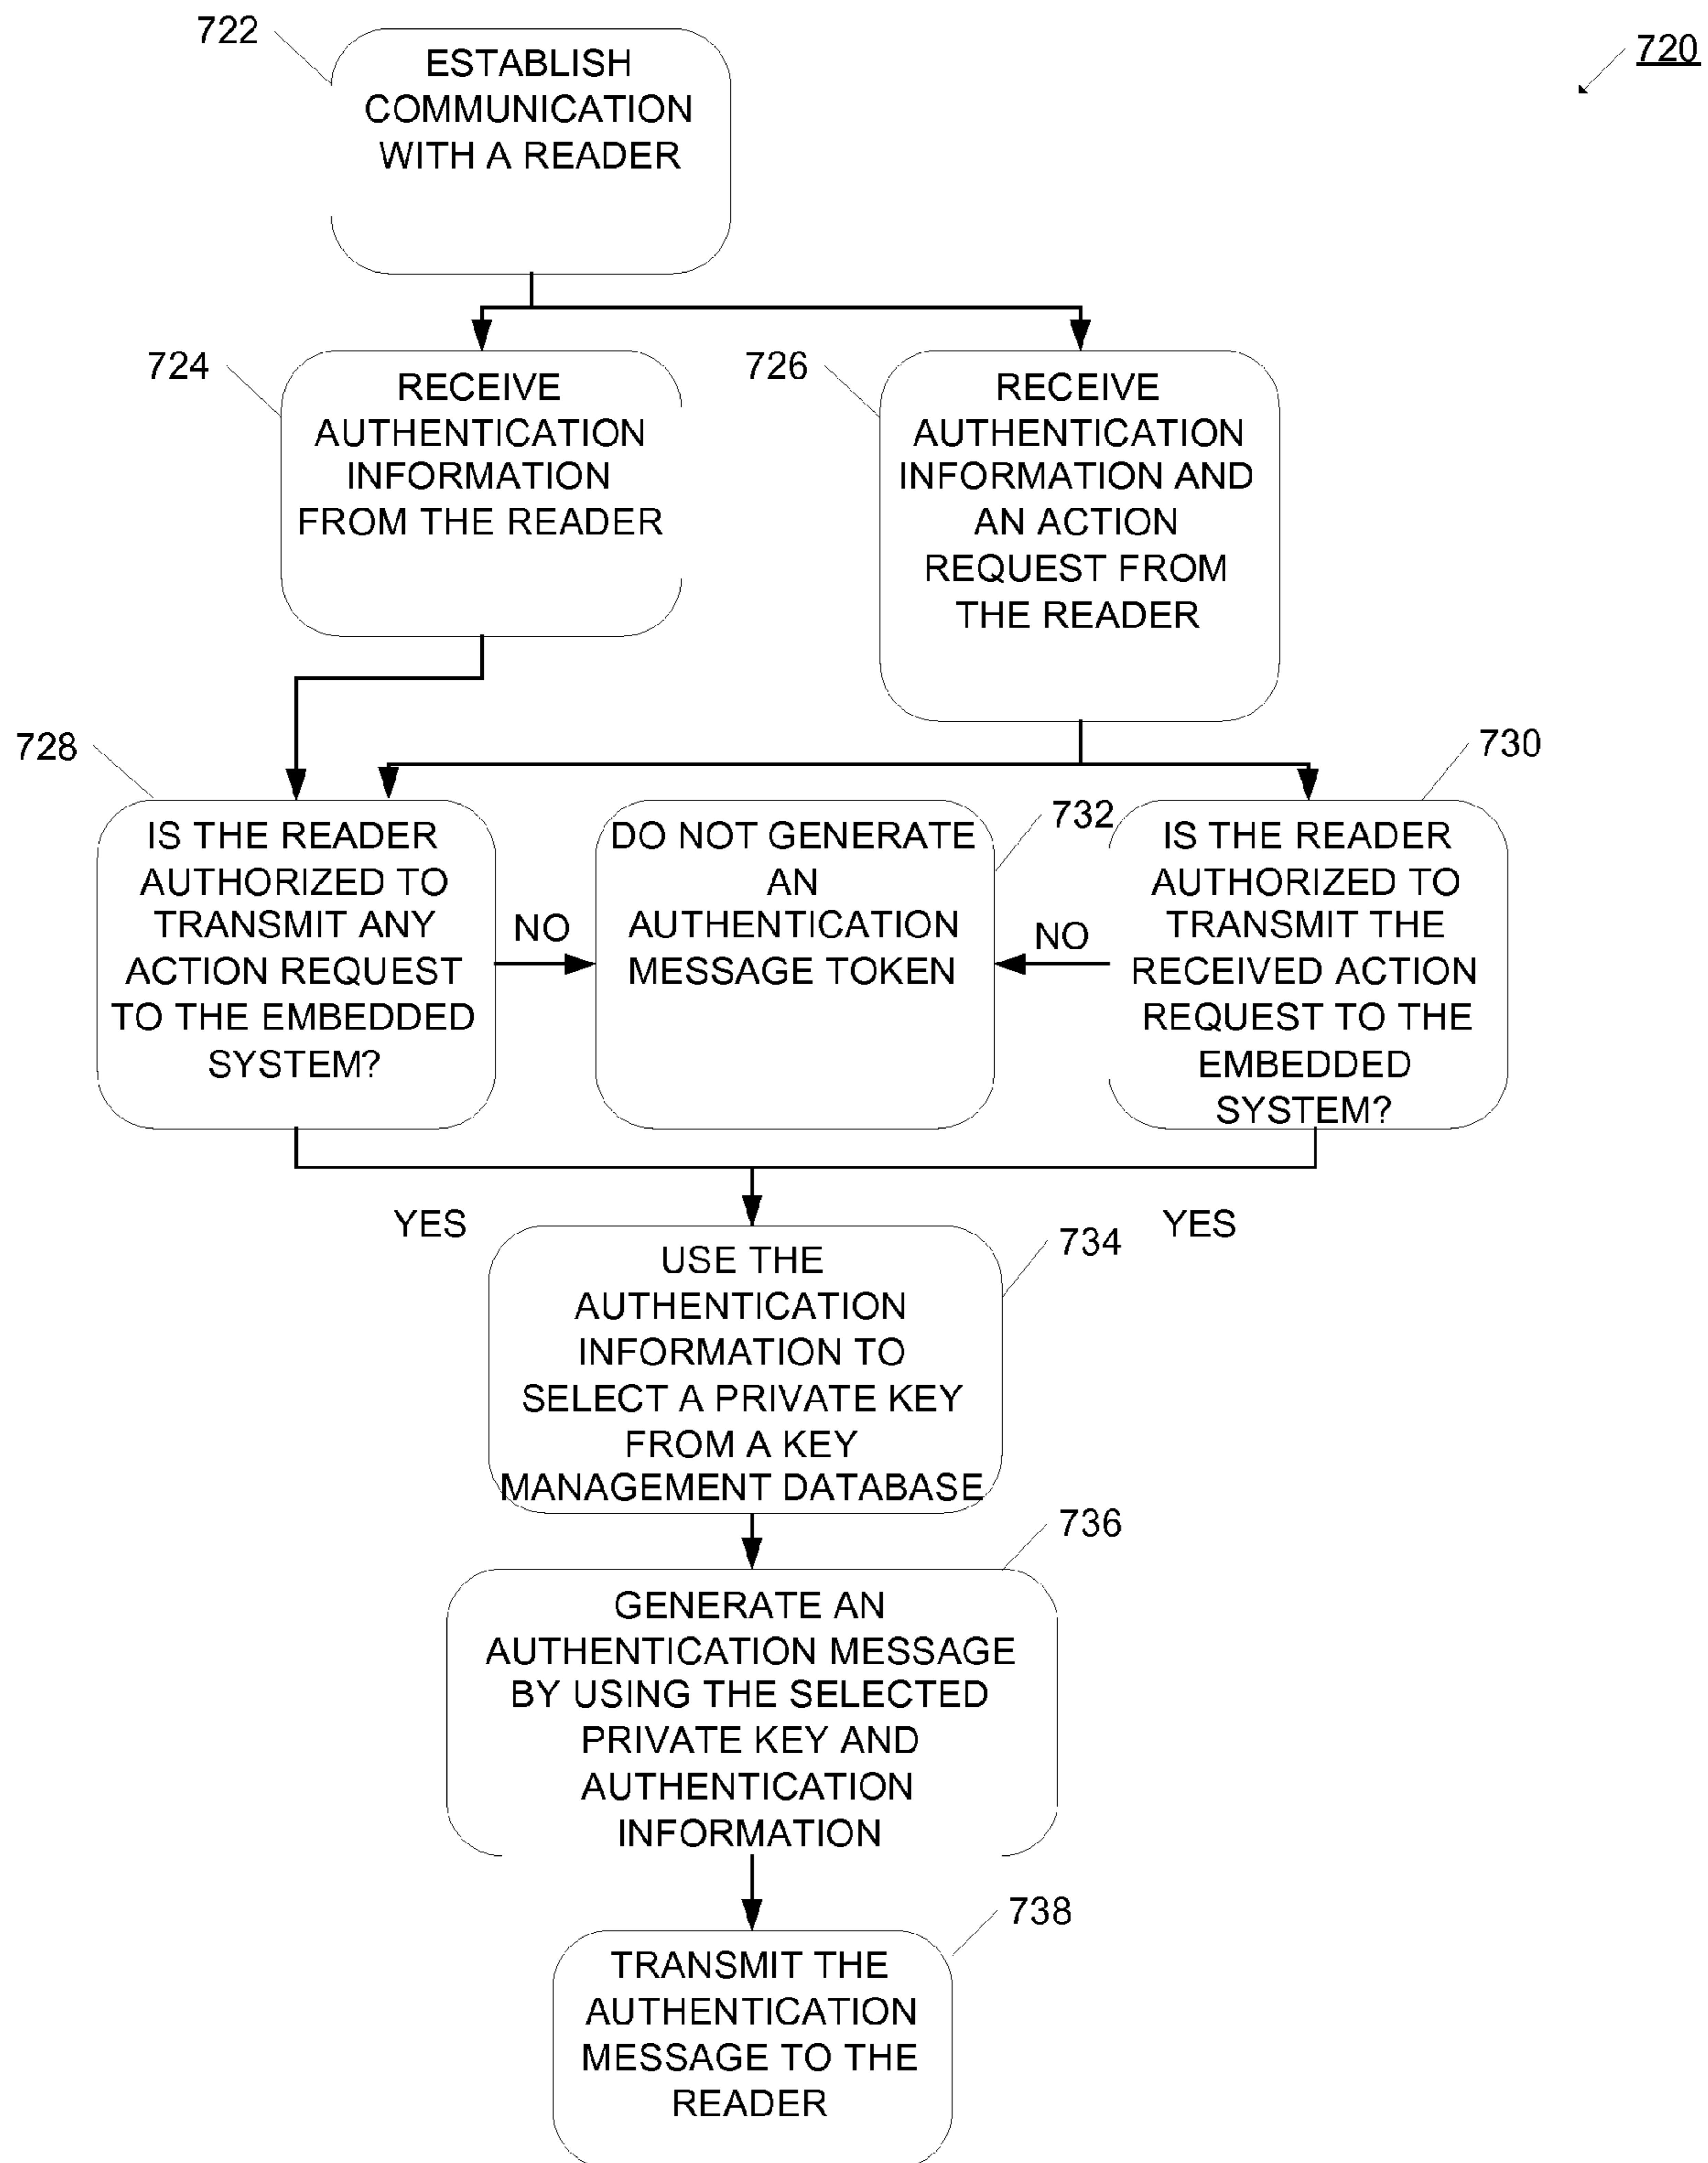 722
720
ESTABLISH
COMMUNICATION
WITH A READER
724
RECEIVE
AUTHENTICATION
INFORMATION
FROM THE READER
726
RECEIVE
AUTHENTICATION
INFORMATION AND
AN ACTION
REQUEST FROM
THE READER
728
IS THE READER
AUTHORIZED TO
TRANSMIT ANY
ACTION REQUEST
TO THE EMBEDDED
SYSTEM?
NO
732
DO NOT GENERATE
AN
AUTHENTICATION
MESSAGE TOKEN
NO
730
IS THE READER
AUTHORIZED TO
TRANSMIT THE
RECEIVED ACTION
REQUEST TO THE
EMBEDDED
SYSTEM?
YES
YES
734
USE THE
AUTHENTICATION
INFORMATION TO
SELECT A PRIVATE KEY
FROM A KEY
MANAGEMENT DATABASE
736
GENERATE AN
AUTHENTICATION MESSAGE
BY USING THE SELECTED
PRIVATE KEY AND
AUTHENTICATION
INFORMATION
738
TRANSMIT THE
AUTHENTICATION
MESSAGE TO THE
READER